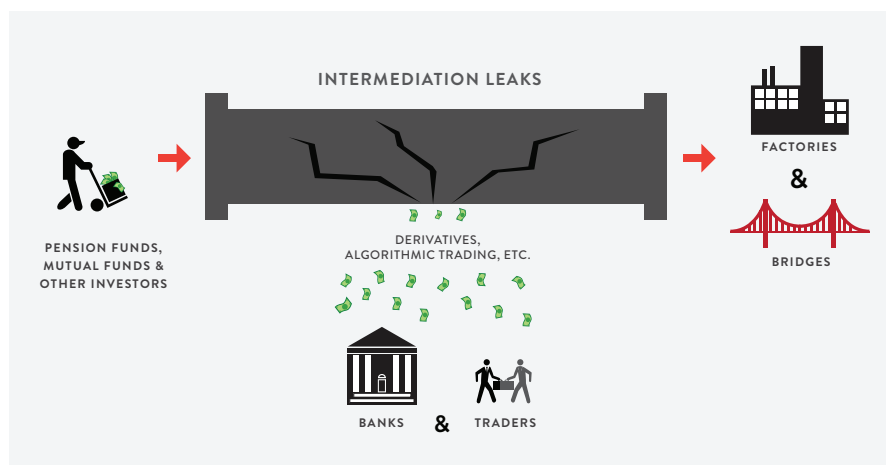 INTERMEDIATION LEAKS
PENSION FUNDS,
MUTUAL FUNDS &
OTHER INVESTORS
DERIVATIVES,
ALGORITHMIC TRADING, ETC.
BANKS & TRADERS
FACTORIES
&
BRIDGES